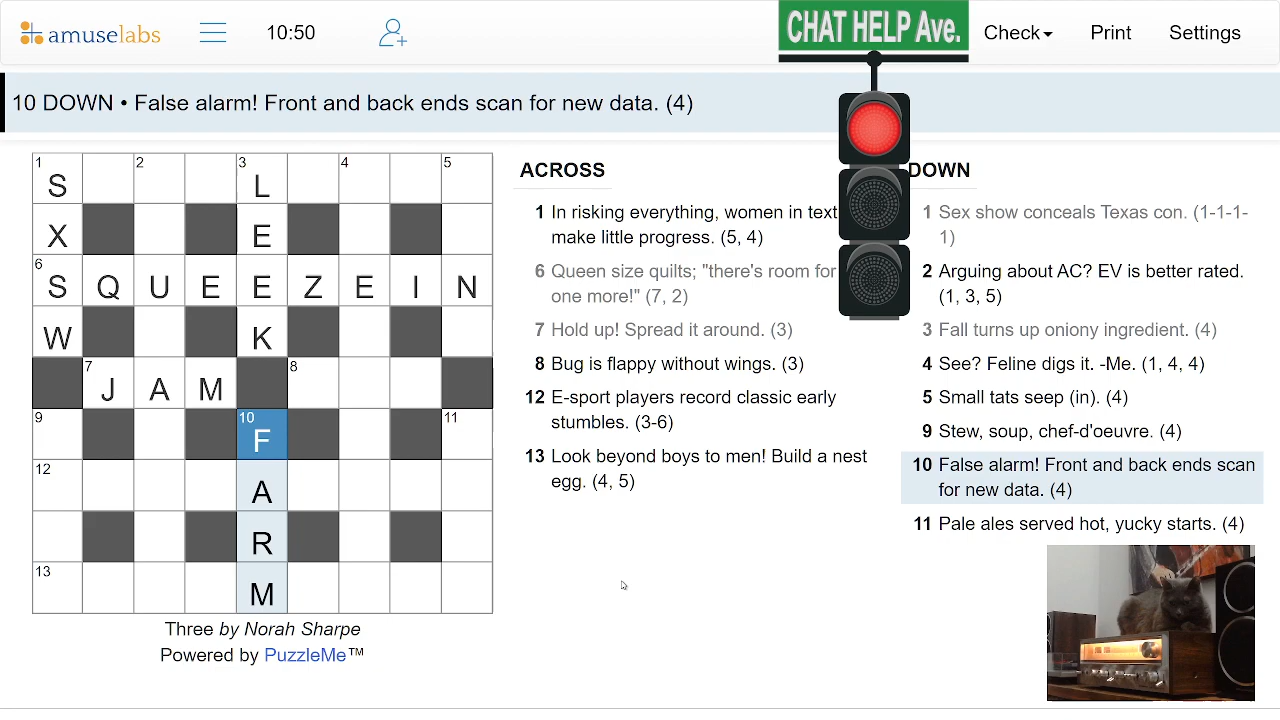 amuselabs
10:50
CHAT HELP Ave.
Check
Print
Settings
10 DOWN • False alarm! Front and back ends scan for new data. (4)
1 S 2 3 L 4 5
X E
6 S Q U E E Z E I N
W K
7 J A M 8
9 10 F 11
12 A
R
13 M
Three by Norah Sharpe
Powered by PuzzleMe™
ACROSS
1 In risking everything, women in text
make little progress. (5, 4)
6 Queen size quilts; "there's room for
one more!" (7, 2)
7 Hold up! Spread it around. (3)
8 Bug is flappy without wings. (3)
12 E-sport players record classic early
stumbles. (3-6)
13 Look beyond boys to men! Build a nest
egg. (4, 5)
DOWN
1 Sex show conceals Texas con. (1-1-1-
1)
2 Arguing about AC? EV is better rated.
(1, 3, 5)
3 Fall turns up oniony ingredient. (4)
4 See? Feline digs it. -Me. (1, 4, 4)
5 Small tats seep (in). (4)
9 Stew, soup, chef-d'oeuvre. (4)
10 False alarm! Front and back ends scan
for new data. (4)
11 Pale ales served hot, yucky starts. (4)